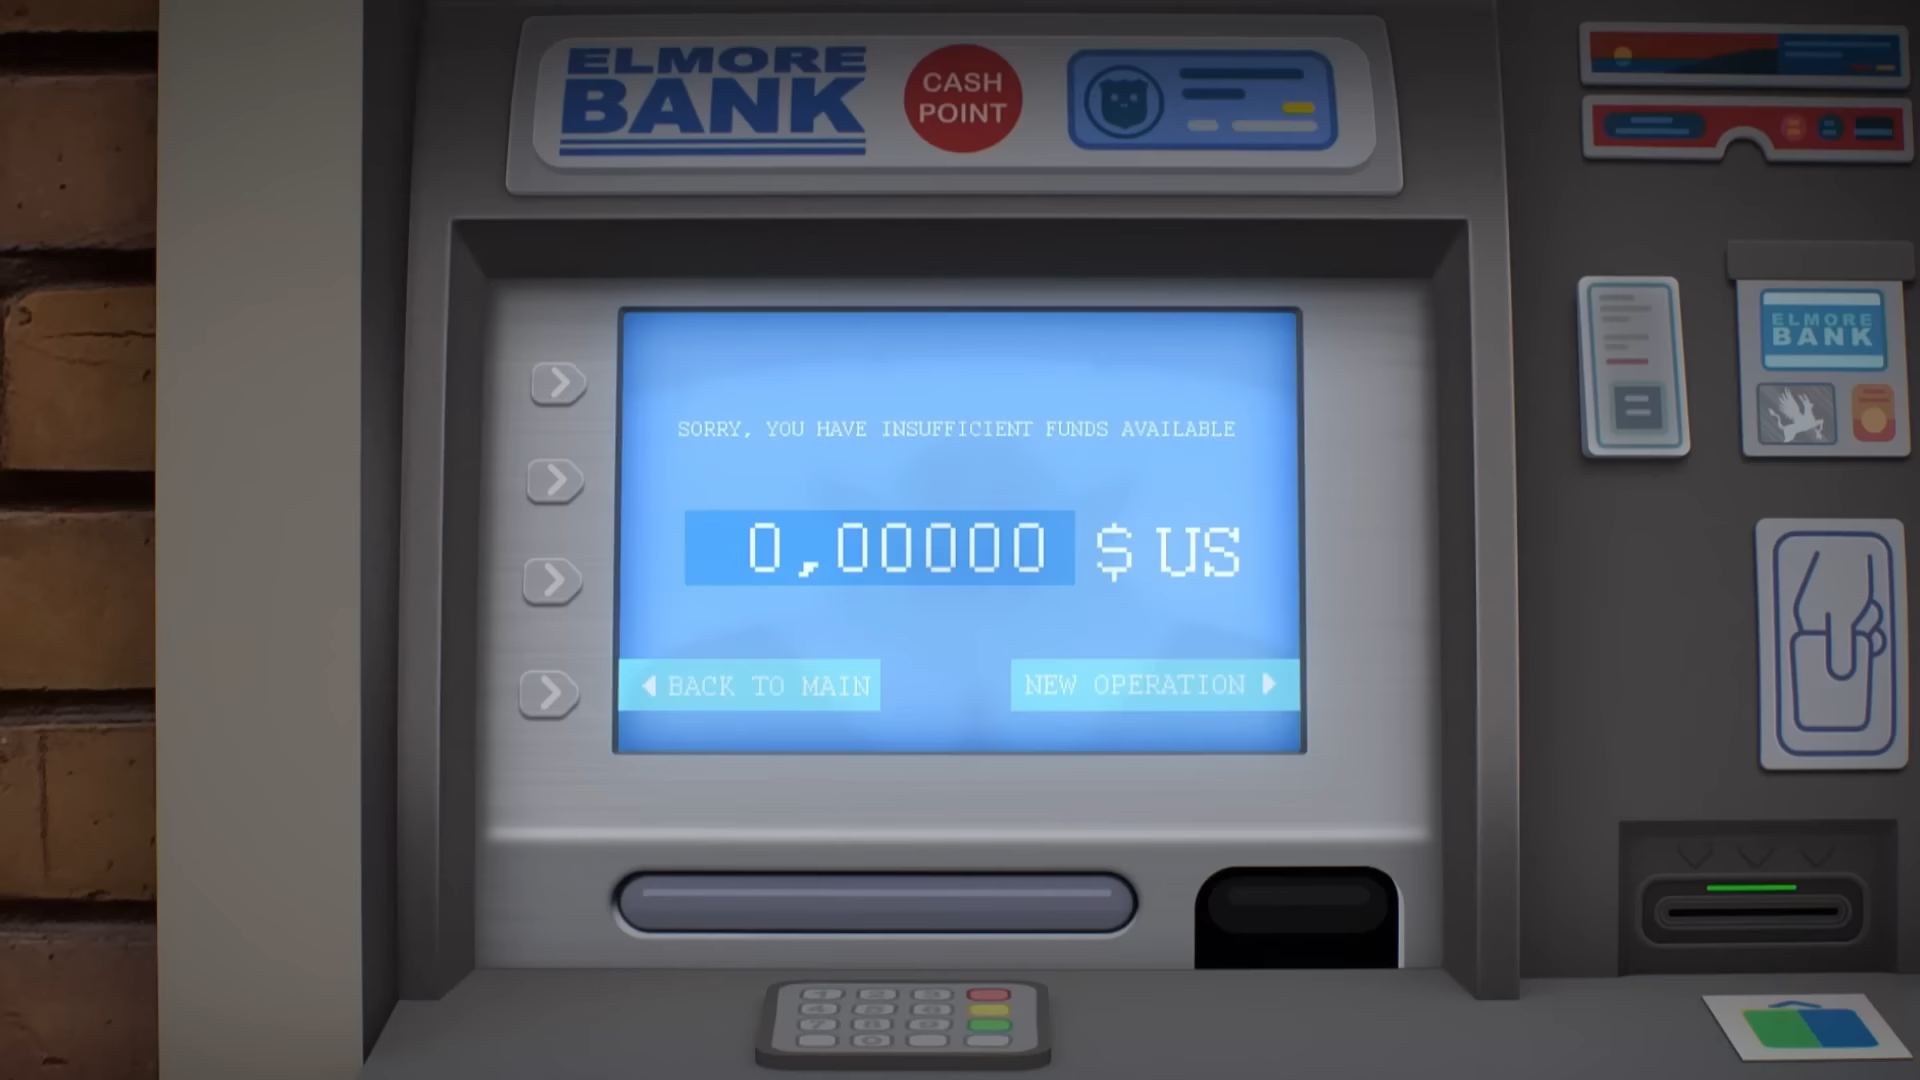 ELMORE
BANK
CASH
POINT
ELMORE
BANK
SORRY, YOU HAVE INSUFFICIENT FUNDS AVAILABLE
0,00000 $ US
BACK TO MAIN
NEW OPERATION